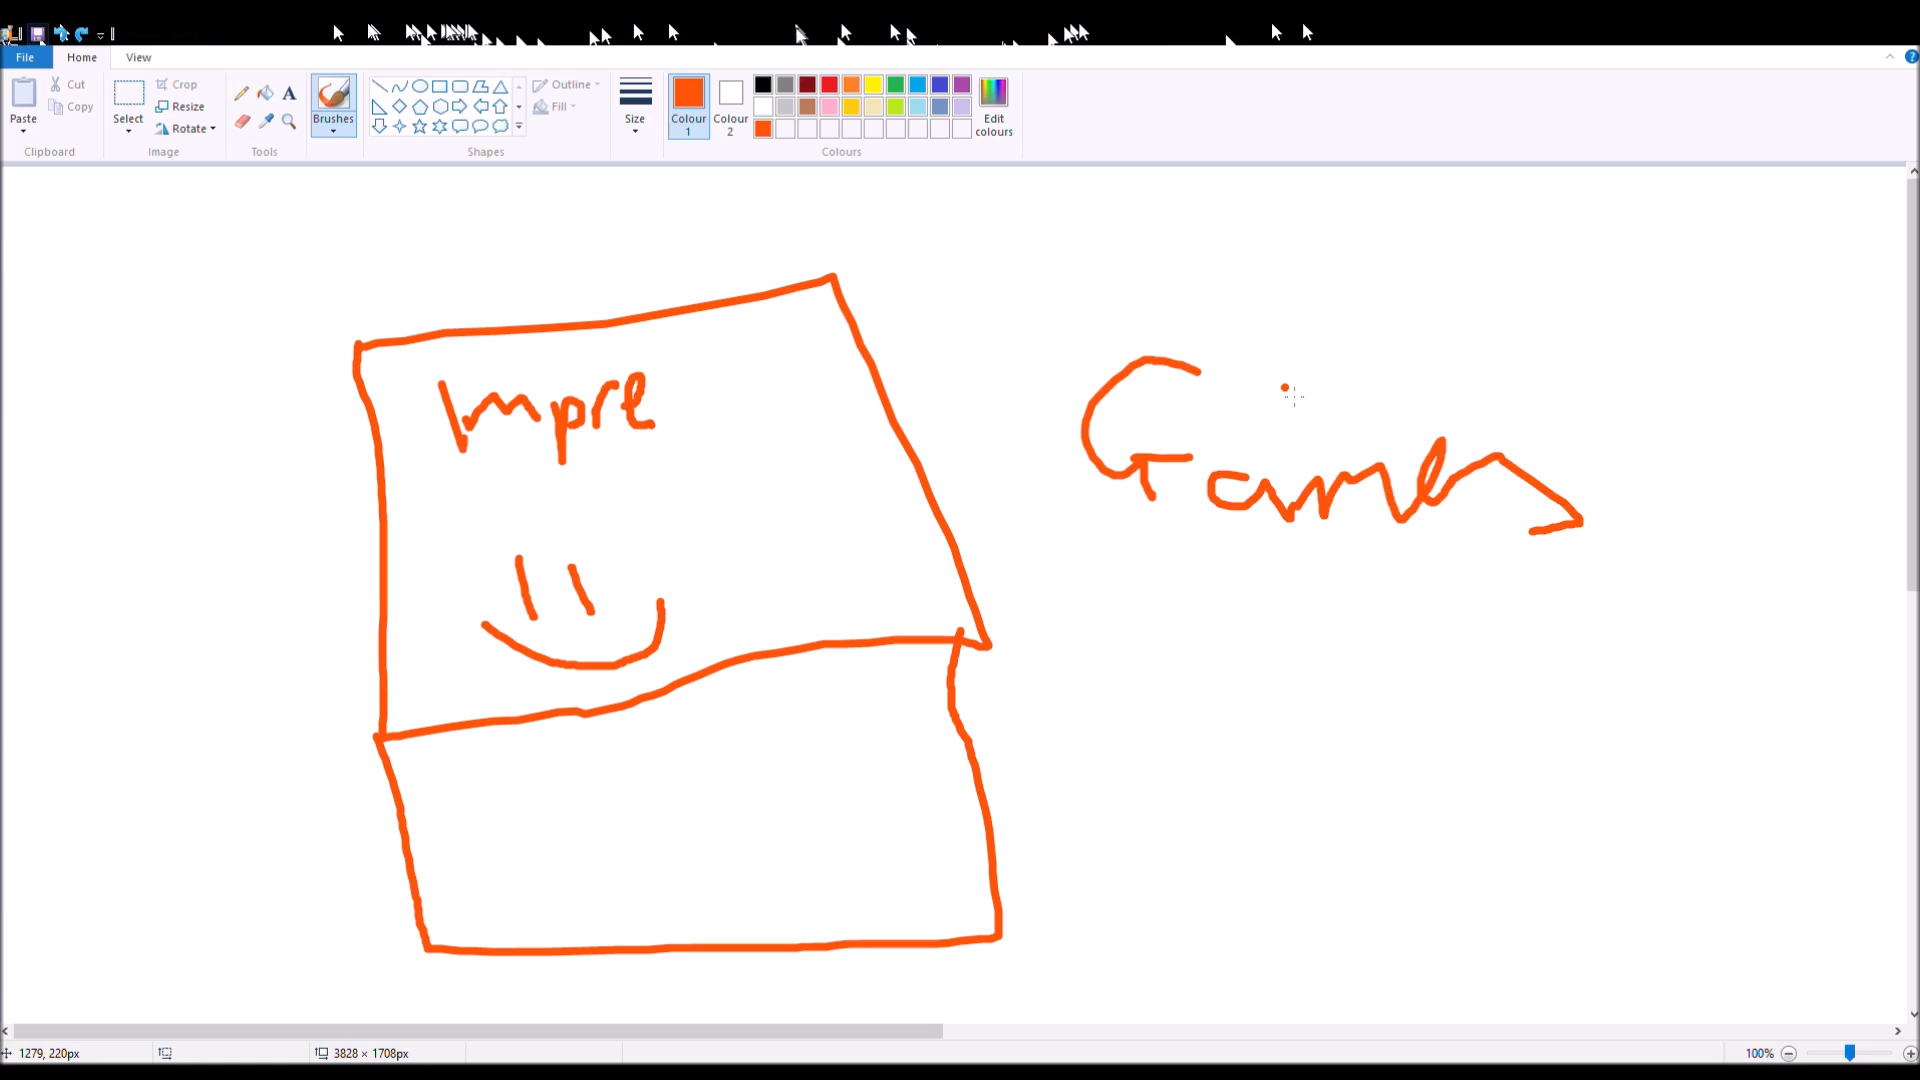 File Home View
Paste Cut Copy Clipboard
Select Crop Resize Rotate Image
A Tools
Brushes
Shapes Outline Fill
Size
Colour 1 Colour 2 Edit colours Colours
Impre
Games
1279, 220px 3828 × 1708px 100%